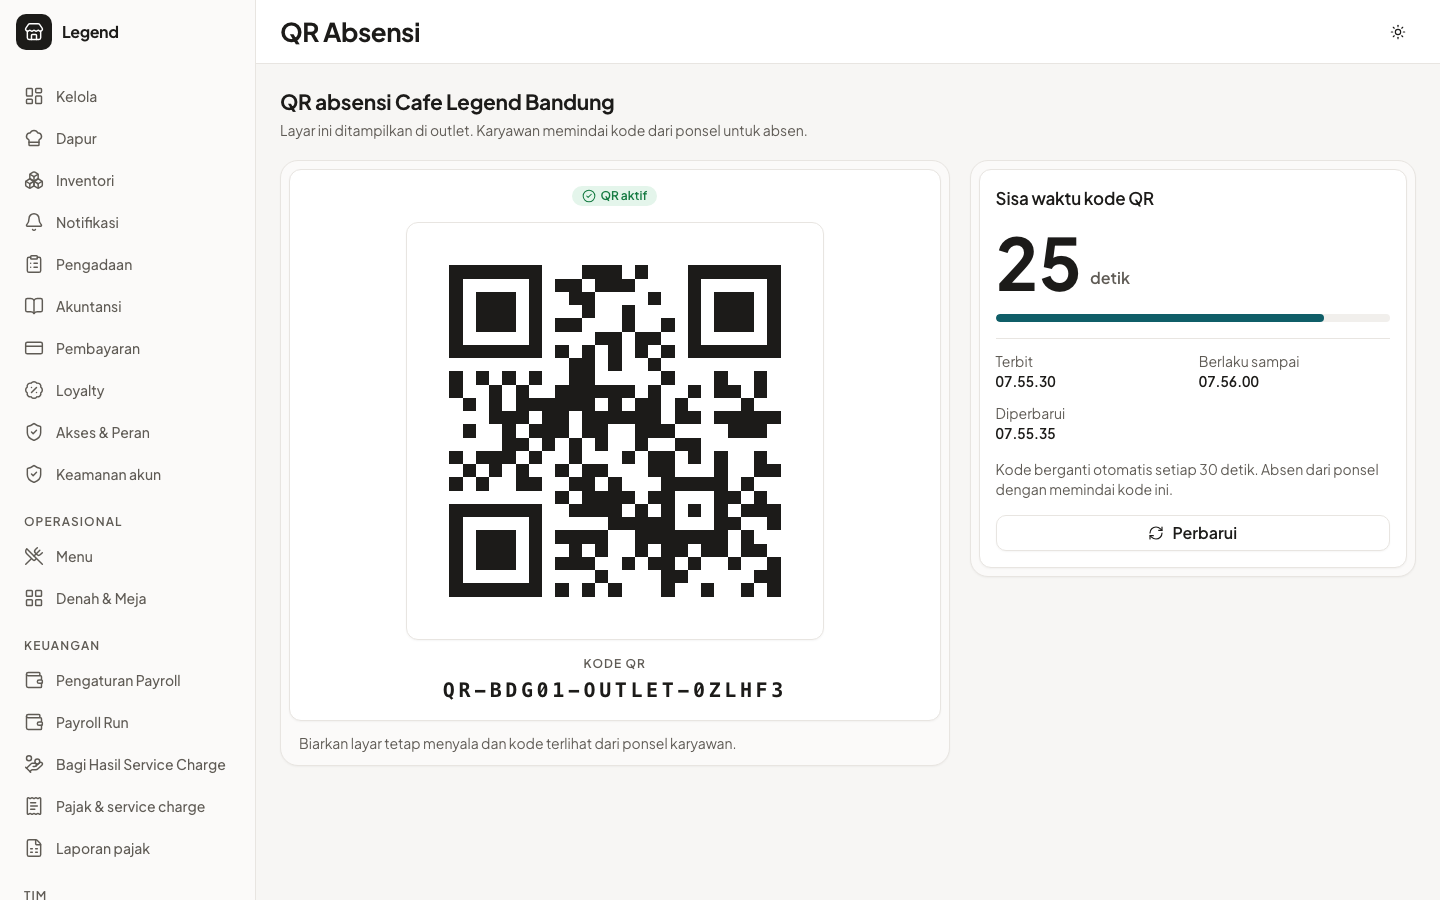 Legend
Kelola
Dapur
Inventori
Notifikasi
Pengadaan
Akuntansi
Pembayaran
Loyalty
Akses & Peran
Keamanan akun
OPERASIONAL
Menu
Denah & Meja
KEUANGAN
Pengaturan Payroll
Payroll Run
Bagi Hasil Service Charge
Pajak & service charge
Laporan pajak
TIM
QR Absensi
QR absensi Cafe Legend Bandung
Layar ini ditampilkan di outlet. Karyawan memindai kode dari ponsel untuk absen.
QR aktif
KODE QR
QR-BDG01-OUTLET-0ZLHF3
Biarkan layar tetap menyala dan kode terlihat dari ponsel karyawan.
Sisa waktu kode QR
25 detik
Terbit
07.55.30
Berlaku sampai
07.56.00
Diperbarui
07.55.35
Kode berganti otomatis setiap 30 detik. Absen dari ponsel
dengan memindai kode ini.
Perbarui